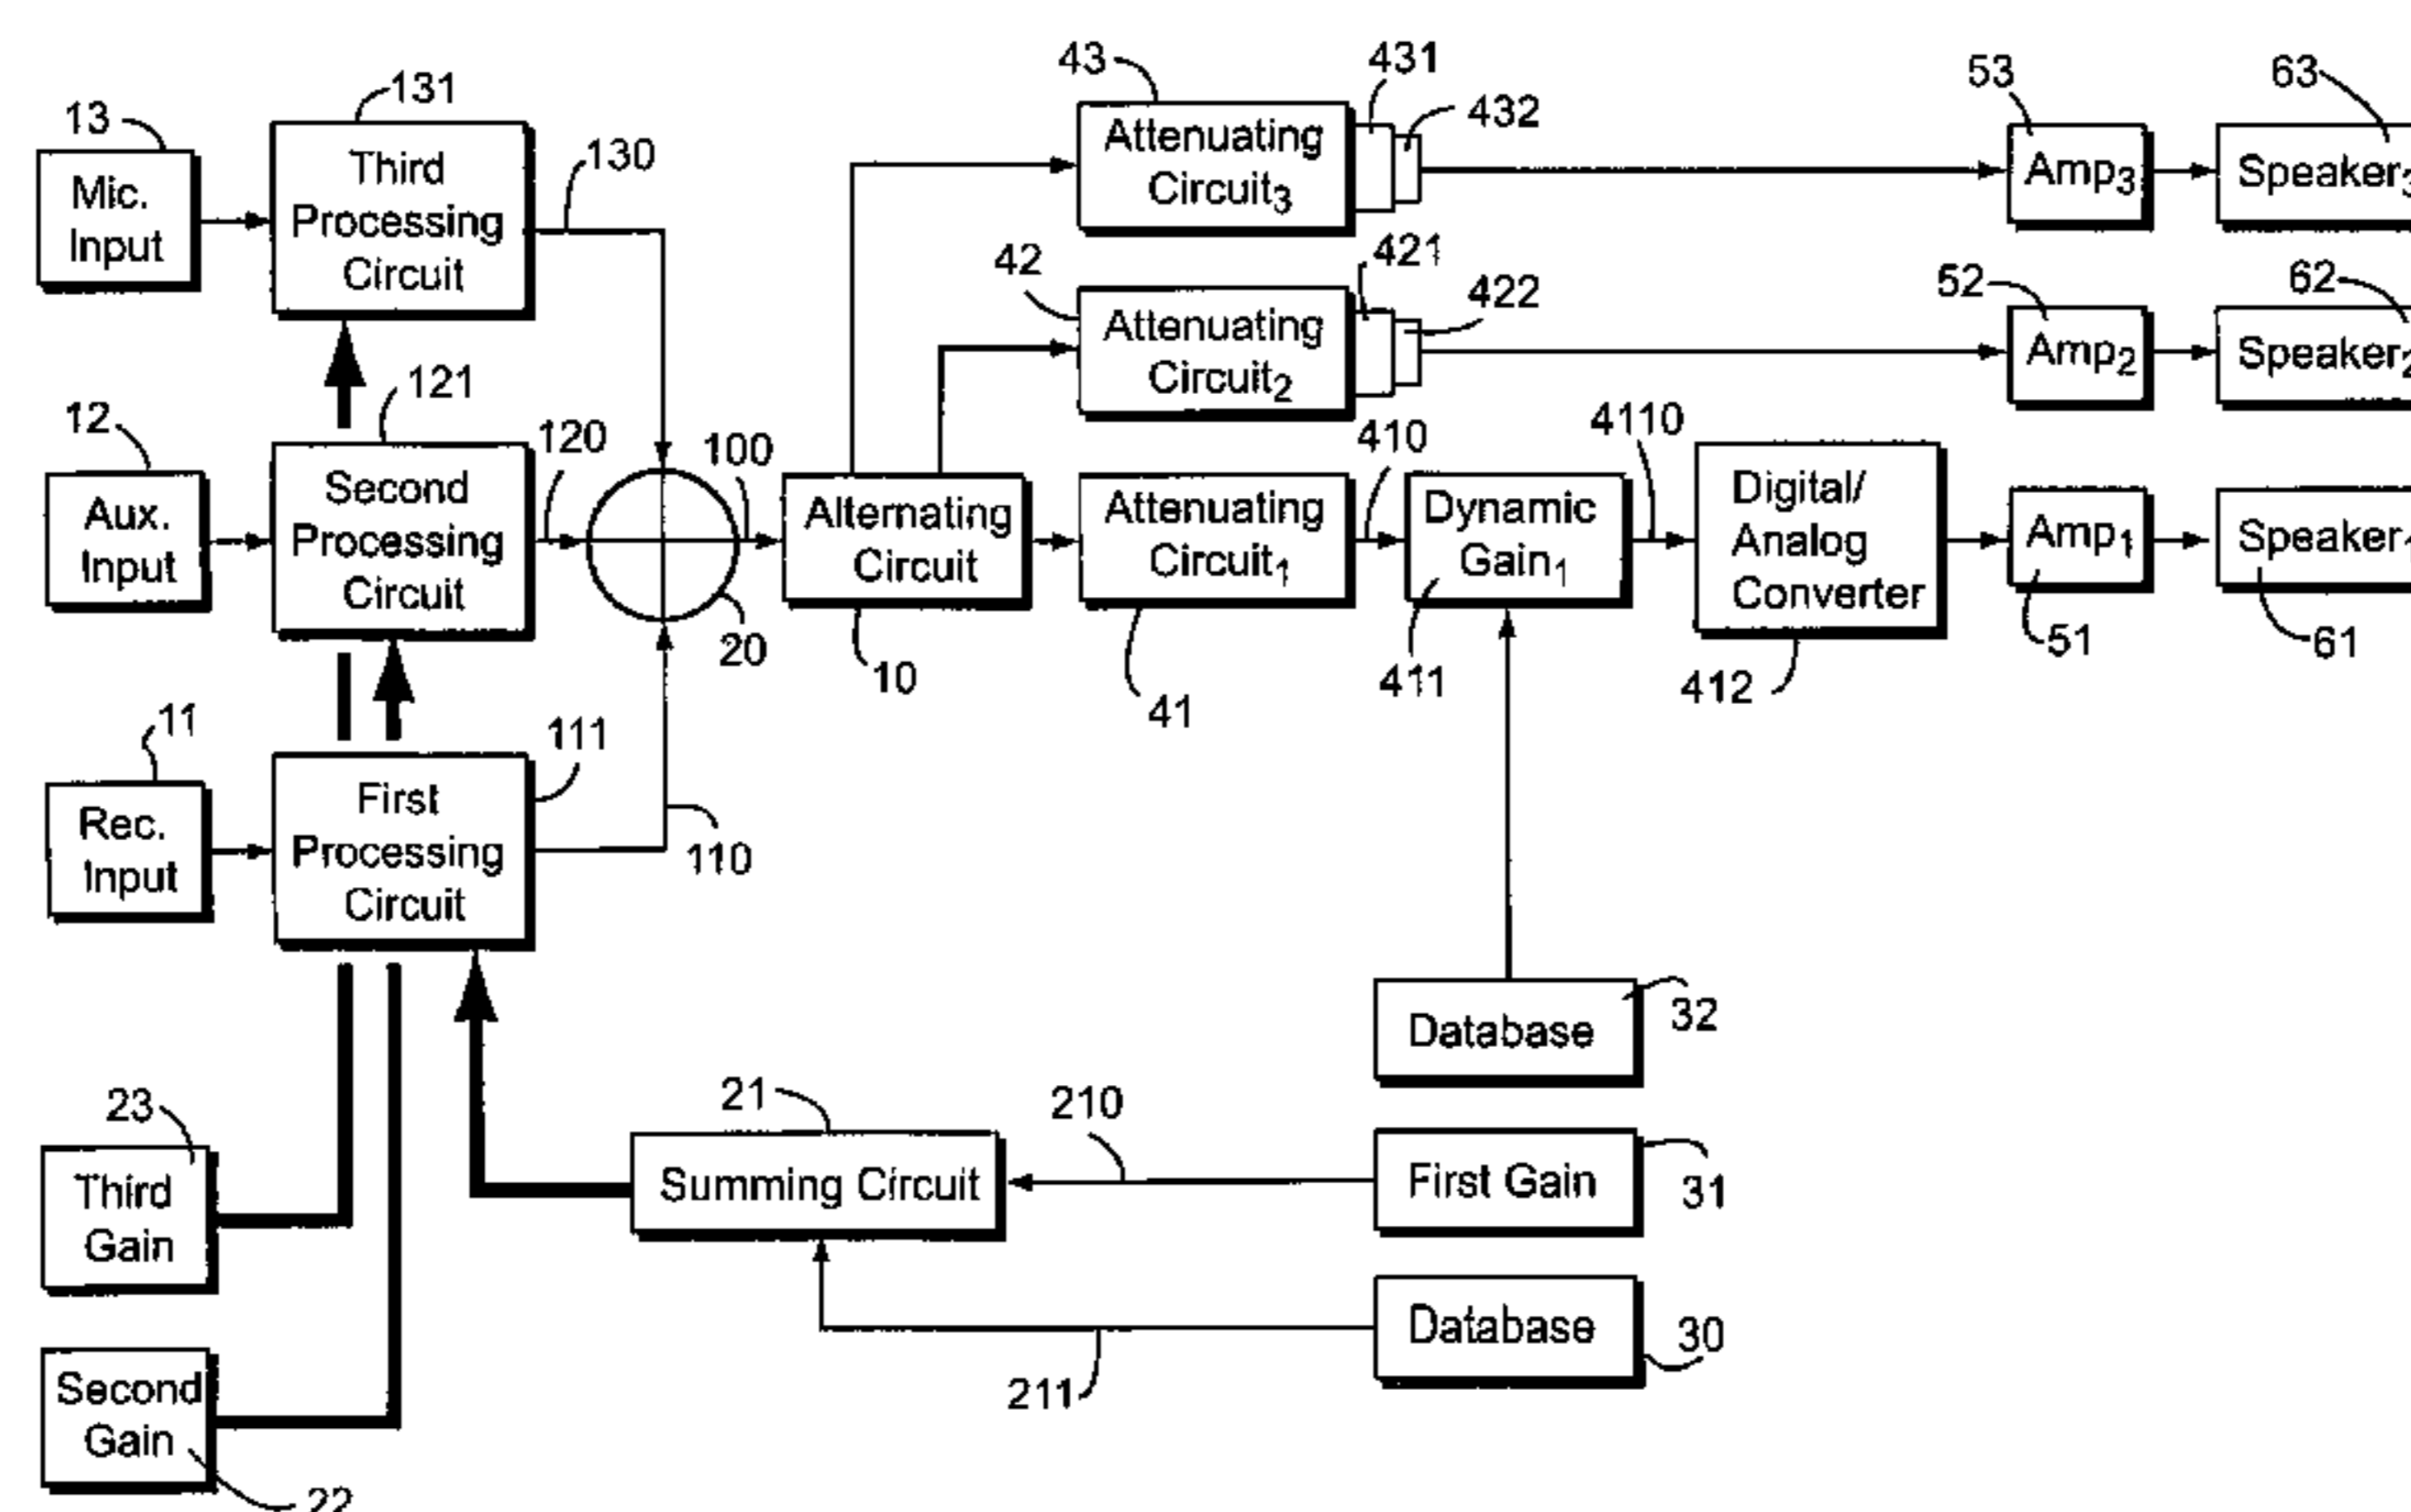 43
431
53
63
131
13
432
Third
Processing
Circuit
Attenuating
Circuit3
130
Mic.
Input
Amp3
Speaker3
42
421
422
52
62
Attenuating
Circuit2
Amp2
Speaker2
121
12
120
100
410
4110
Aux.
Input
Second
Processing
Circuit
Alternating
Circuit
Attenuating
Circuit1
Dynamic
Gain1
Digital/
Analog
Converter
Amp1
Speaker1
20
10
41
411
412
51
61
11
111
Rec.
Input
First
Processing
Circuit
110
Database
32
23
21
210
Third
Gain
Summing Circuit
First Gain
31
Database
30
211
Second
Gain
22